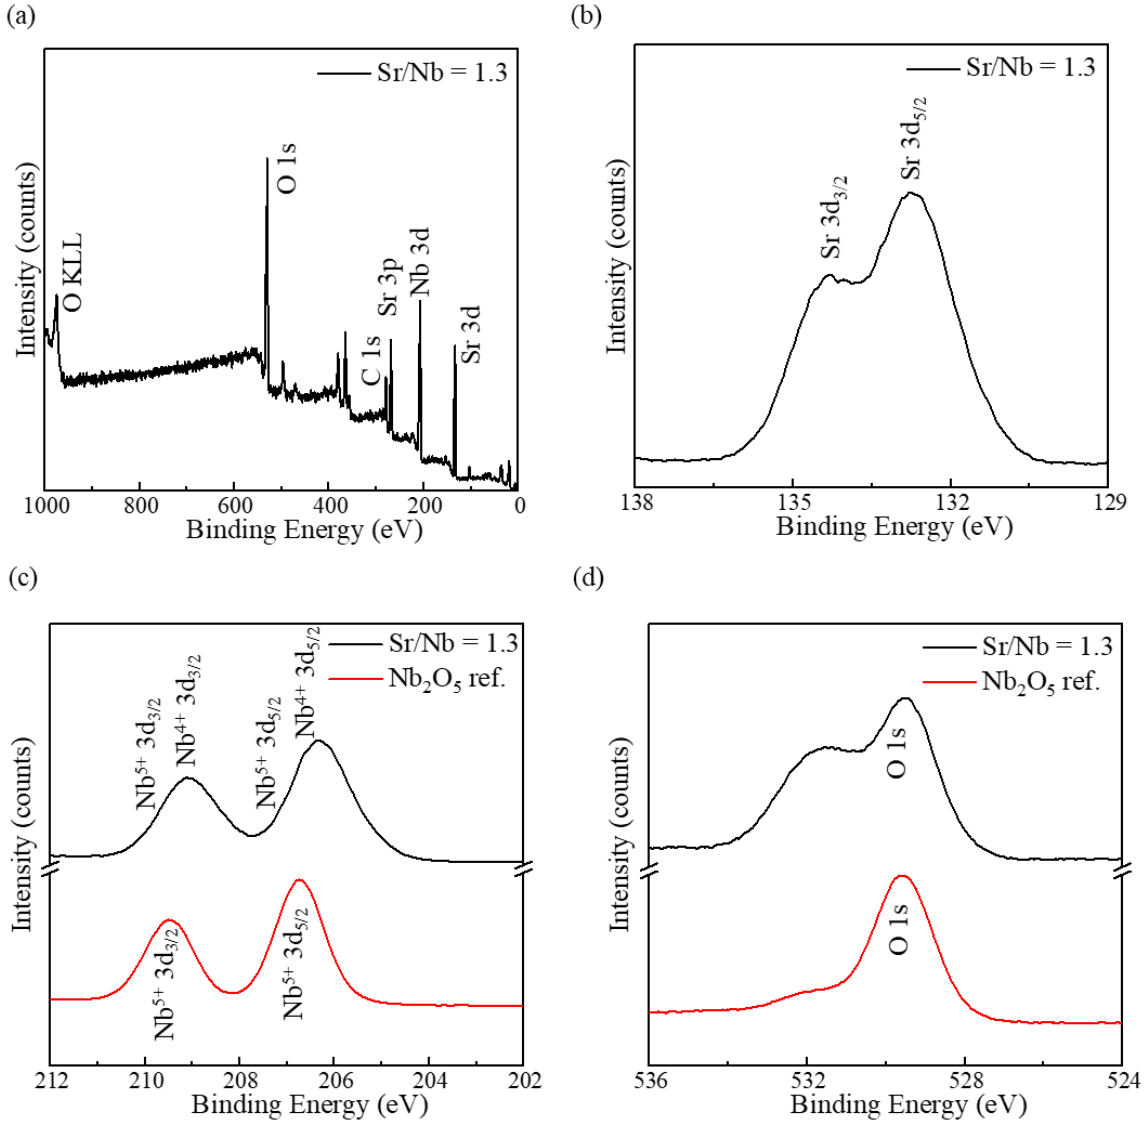 (a)
Sr/Nb = 1.3
O 1s
O KLL
Sr 3p
Nb 3d
C 1s
Sr 3d
Intensity (counts)
1000 800 600 400 200 0
Binding Energy (eV)
(b)
Sr/Nb = 1.3
Sr 3d5/2
Sr 3d3/2
Intensity (counts)
138 135 132 129
Binding Energy (eV)
(c)
Sr/Nb = 1.3
Nb2O5 ref.
Nb5+ 3d3/2
Nb4+ 3d3/2
Nb5+ 3d5/2
Nb4+ 3d5/2
Nb5+ 3d3/2
Nb5+ 3d5/2
Intensity (counts)
212 210 208 206 204 202
Binding Energy (eV)
(d)
Sr/Nb = 1.3
Nb2O5 ref.
O 1s
O 1s
Intensity (counts)
536 532 528 524
Binding Energy (eV)